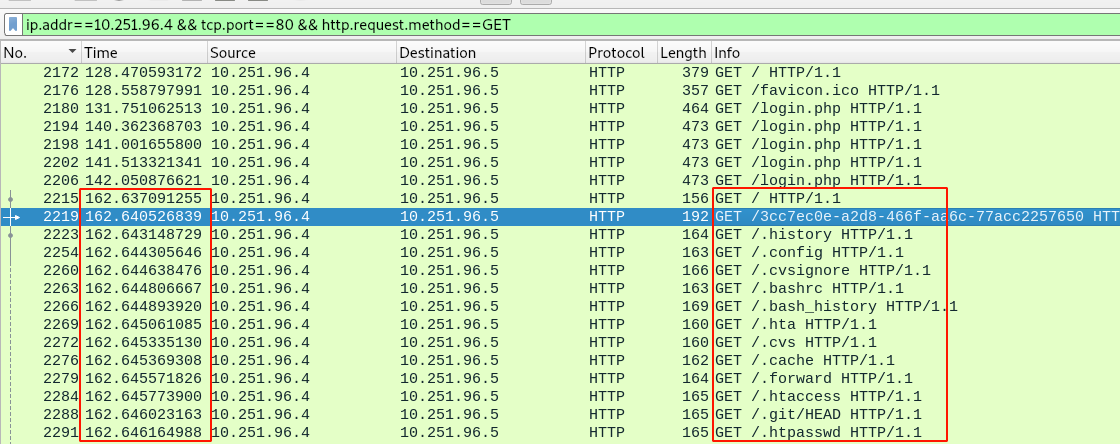 ip.addr==10.251.96.4 && tcp.port==80 && http.request.method==GET
No. Time Source Destination Protocol Length Info
2172 128.470593172 10.251.96.4 10.251.96.5 HTTP 379 GET / HTTP/1.1
2176 128.558797991 10.251.96.4 10.251.96.5 HTTP 357 GET /favicon.ico HTTP/1.1
2180 131.751062513 10.251.96.4 10.251.96.5 HTTP 464 GET /login.php HTTP/1.1
2194 140.362368703 10.251.96.4 10.251.96.5 HTTP 473 GET /login.php HTTP/1.1
2198 141.001655800 10.251.96.4 10.251.96.5 HTTP 473 GET /login.php HTTP/1.1
2202 141.513321341 10.251.96.4 10.251.96.5 HTTP 473 GET /login.php HTTP/1.1
2206 142.050876621 10.251.96.4 10.251.96.5 HTTP 473 GET /login.php HTTP/1.1
2215 162.637091255 10.251.96.4 10.251.96.5 HTTP 156 GET / HTTP/1.1
2219 162.640526839 10.251.96.4 10.251.96.5 HTTP 192 GET /3cc7ec0e-a2d8-466f-aa6c-77acc2257650 HTT
2223 162.643148729 10.251.96.4 10.251.96.5 HTTP 164 GET /.history HTTP/1.1
2254 162.644305646 10.251.96.4 10.251.96.5 HTTP 163 GET /.config HTTP/1.1
2260 162.644638476 10.251.96.4 10.251.96.5 HTTP 166 GET /.cvsignore HTTP/1.1
2263 162.644806667 10.251.96.4 10.251.96.5 HTTP 163 GET /.bashrc HTTP/1.1
2266 162.644893920 10.251.96.4 10.251.96.5 HTTP 169 GET /.bash_history HTTP/1.1
2269 162.645061085 10.251.96.4 10.251.96.5 HTTP 160 GET /.hta HTTP/1.1
2272 162.645335130 10.251.96.4 10.251.96.5 HTTP 160 GET /.cvs HTTP/1.1
2276 162.645369308 10.251.96.4 10.251.96.5 HTTP 162 GET /.cache HTTP/1.1
2279 162.645571826 10.251.96.4 10.251.96.5 HTTP 164 GET /.forward HTTP/1.1
2284 162.645773900 10.251.96.4 10.251.96.5 HTTP 165 GET /.htaccess HTTP/1.1
2288 162.646023163 10.251.96.4 10.251.96.5 HTTP 165 GET /.git/HEAD HTTP/1.1
2291 162.646164988 10.251.96.4 10.251.96.5 HTTP 165 GET /.htpasswd HTTP/1.1